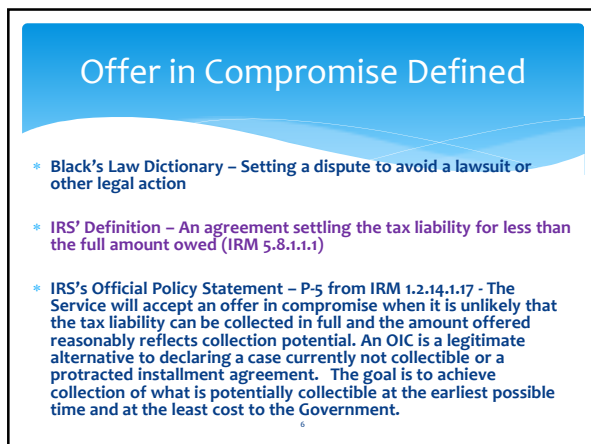 Offer in Compromise Defined
* Black's Law Dictionary – Setting a dispute to avoid a lawsuit or
other legal action
* IRS' Definition – An agreement settling the tax liability for less than
the full amount owed (IRM 5.8.1.1.1)
* IRS's Official Policy Statement – P-5 from IRM 1.2.14.1.17 - The
Service will accept an offer in compromise when it is unlikely that
the tax liability can be collected in full and the amount offered
reasonably reflects collection potential. An OIC is a legitimate
alternative to declaring a case currently not collectible or a
protracted installment agreement. The goal is to achieve
collection of what is potentially collectible at the earliest possible
time and at the least cost to the Government.
6